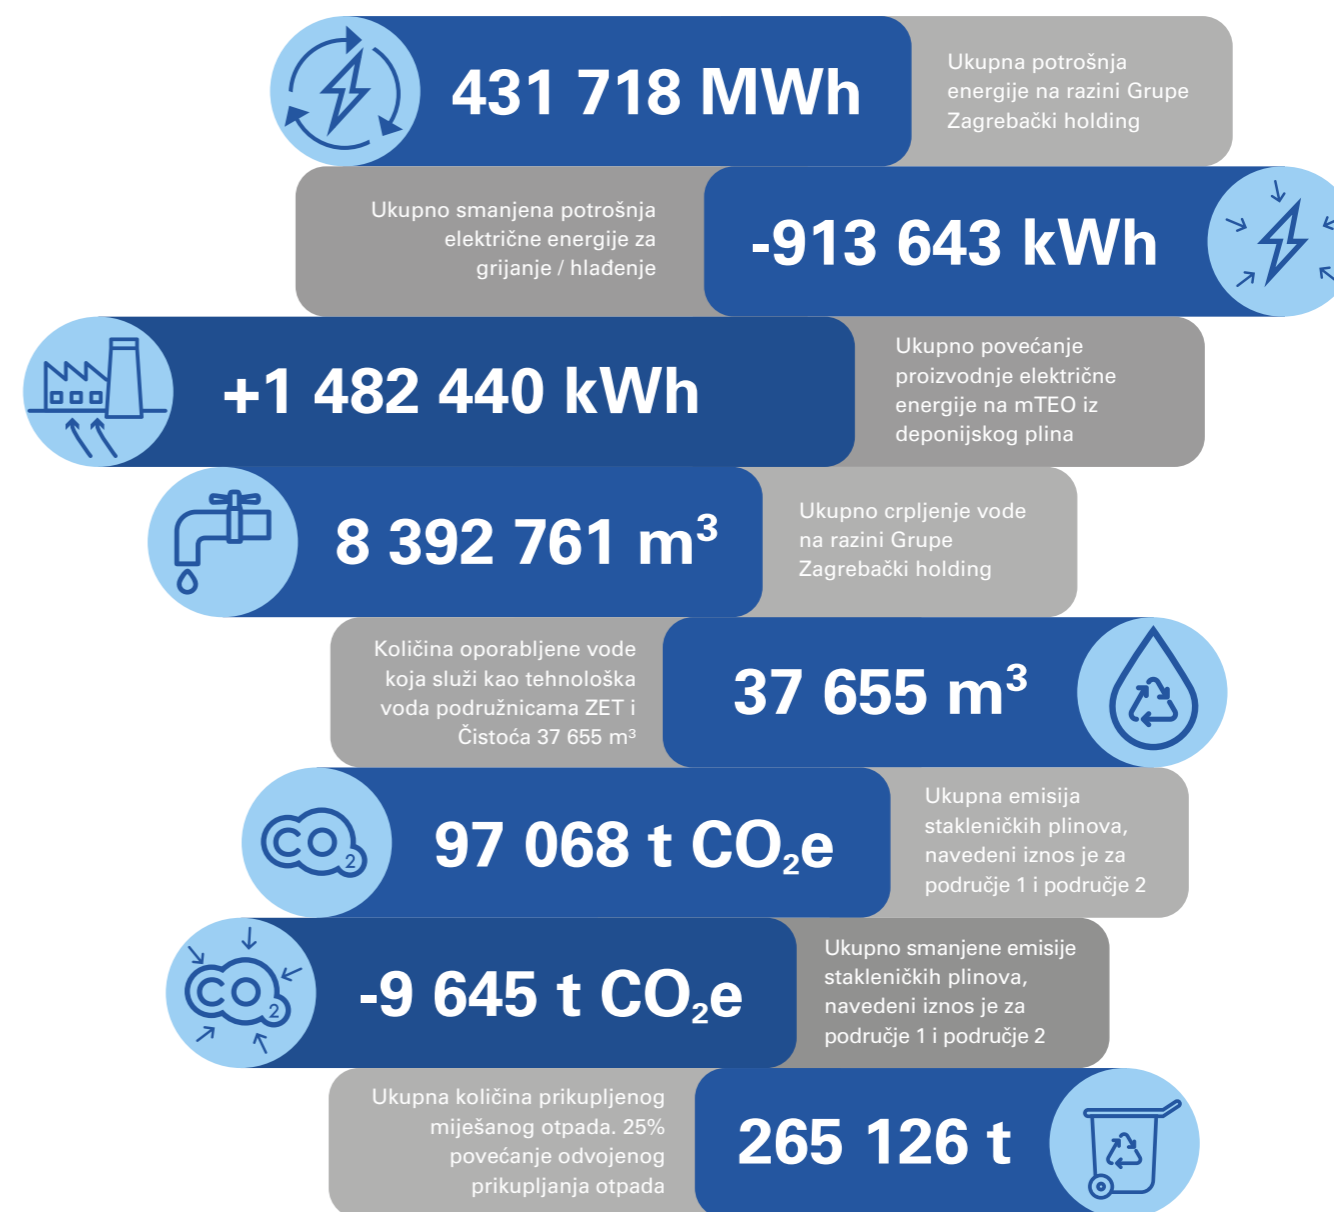 431 718 MWh
Ukupna potrošnja
energije na razini Grupe
Zagrebački holding
Ukupno smanjena potrošnja
električne energije za
grijanje / hlađenje
-913 643 kWh
+1 482 440 kWh
Ukupno povećanje
proizvodnje električne
energije na mTEO iz
deponijskog plina
8 392 761 m³
Ukupno crpljenje vode
na razini Grupe
Zagrebački holding
Količina oporabljene vode
koja služi kao tehnološka
voda podružnicama ZET i
Čistoća 37 655 m³
37 655 m³
CO₂
97 068 t CO₂e
Ukupna emisija
stakleničkih plinova,
navedeni iznos je za
područje 1 i područje 2
CO₂
-9 645 t CO₂e
Ukupno smanjene emisije
stakleničkih plinova,
navedeni iznos je za
područje 1 i područje 2
Ukupna količina prikupljenog
miješanog otpada. 25%
povećanje odvojenog
prikupljanja otpada
265 126 t